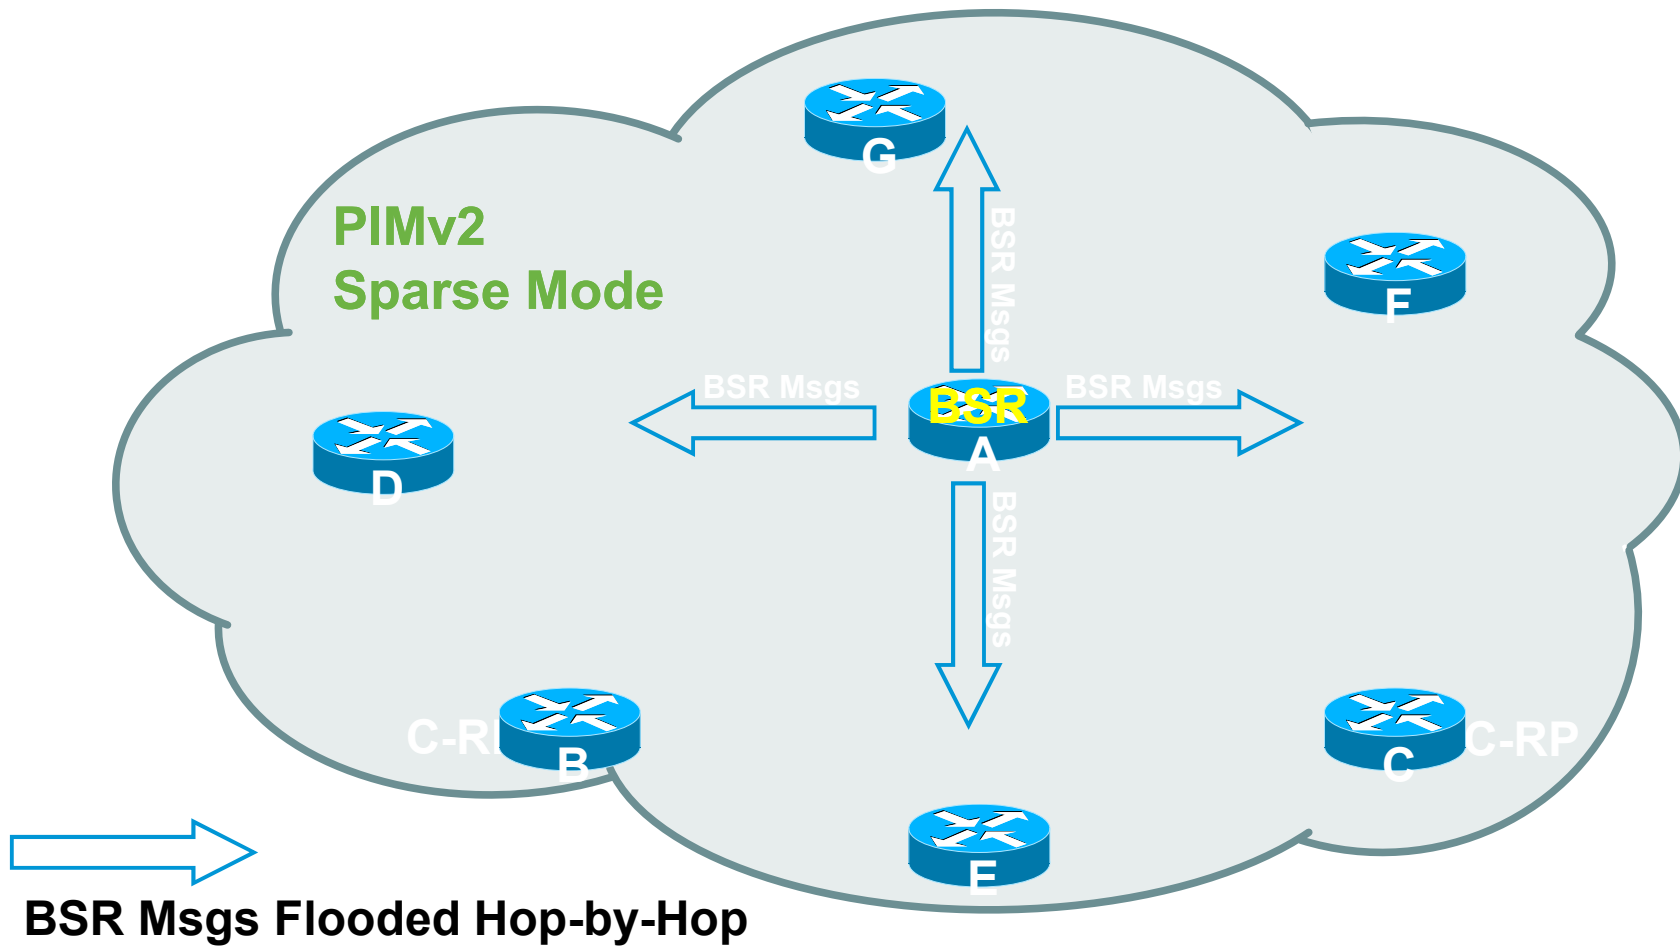 G
PIMv2
Sparse Mode
BSR Msgs
F
BSR Msgs
BSR
BSR Msgs
A
D
BSR Msgs
C-RP
B
C
C-RP
E
BSR Msgs Flooded Hop-by-Hop